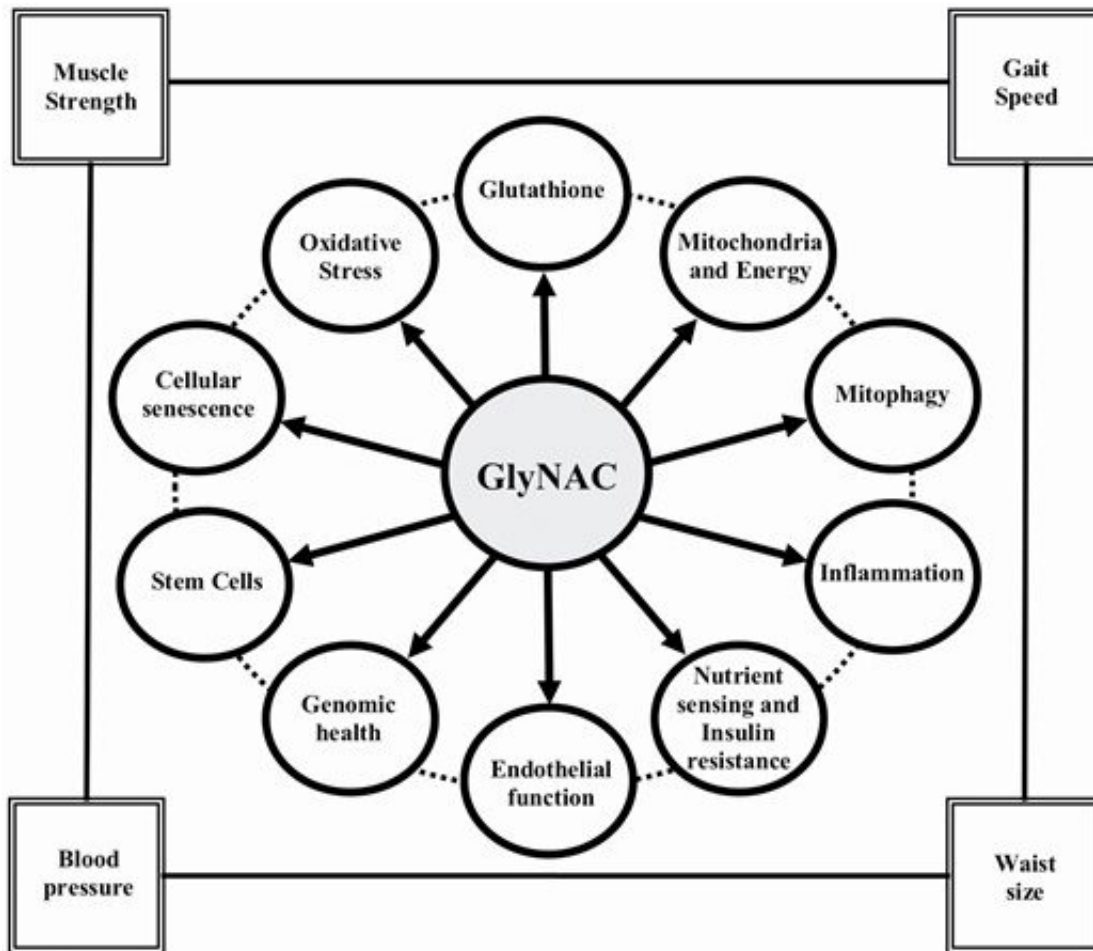 Muscle
Strength
Gait
Speed
Glutathione
Oxidative
Stress
Mitochondria
and Energy
Cellular
senescence
Mitophagy
GlyNAC
Stem Cells
Inflammation
Genomic
health
Endothelial
function
Nutrient
sensing and
Insulin
resistance
Blood
pressure
Waist
size